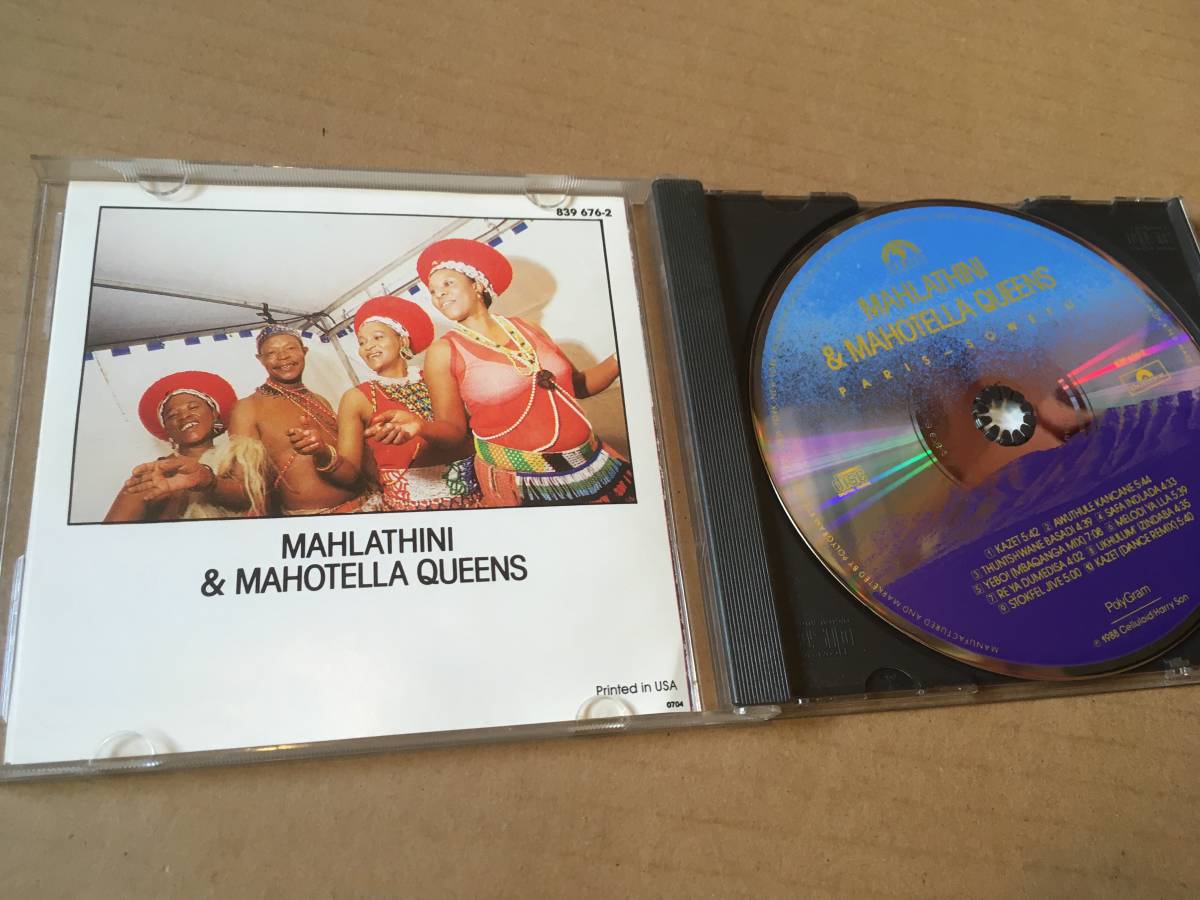 839 676-2
MAHLATHINI
& MAHOTELLA QUEENS
Printed in USA
0704
MAHLATHINI
& MAHOTELLA QUEENS
PARIS-SOWETO
disc
① KAZET 5:42 ② AWUTHULE KANCANE 5:44
③ THUNTSHWANE BASADI 4:39 ④ SAFA INDLADA 4:33
⑤ YEBO! (MBAQANGA MIX) 7:08 ⑥ MELODI YA LLA 5:39
⑦ RE YA DUMEDISA 4:02 ⑧ UKHULUMA IZINDABA 4:35
⑨ STOKFEL JIVE 5:00 ⑩ KAZET (DANCE REMIX) 5:40
PolyGram
℗ 1988 Celluloid/Harry Son
MANUFACTURED AND MARKETED BY POLYGRAM